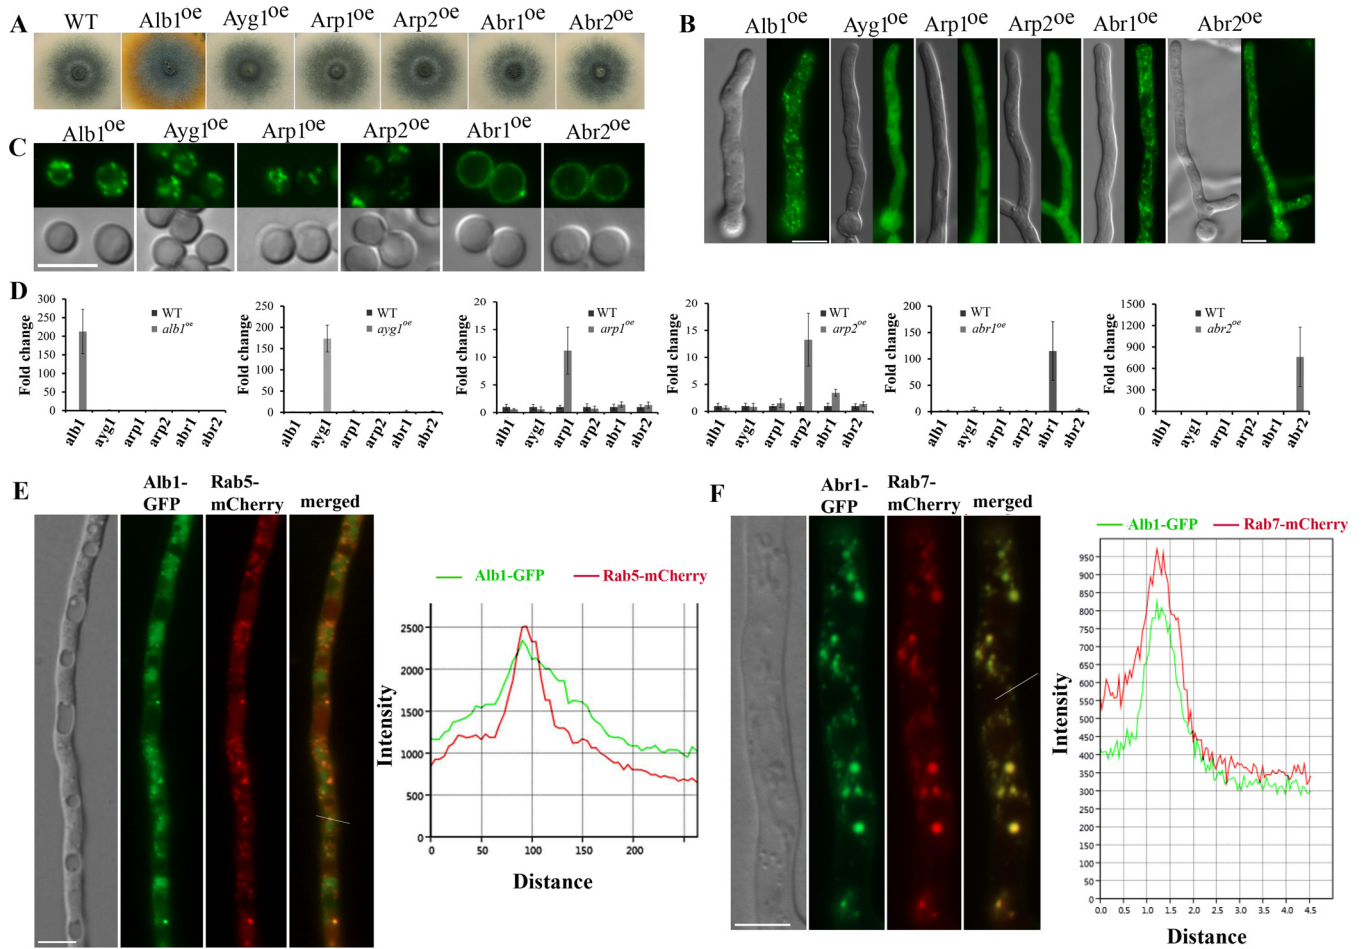 A
WT Alb1oe Ayg1oe Arp1oe Arp2oe Abr1oe Abr2oe
B
Alb1oe Ayg1oe Arp1oe Arp2oe Abr1oe Abr2oe
C
Alb1oe Ayg1oe Arp1oe Arp2oe Abr1oe Abr2oe
D
Fold change
300
250
200
150
100
50
0
WT
alb1oe
alb1 ayg1 arp1 arp2 abr1 abr2
Fold change
250
200
150
100
50
0
WT
ayg1oe
alb1 ayg1 arp1 arp2 abr1 abr2
Fold change
20
15
10
5
0
WT
arp1oe
alb1 ayg1 arp1 arp2 abr1 abr2
Fold change
20
15
10
5
0
WT
arp2oe
alb1 ayg1 arp1 arp2 abr1 abr2
Fold change
200
150
100
50
0
WT
abr1oe
alb1 ayg1 arp1 arp2 abr1 abr2
Fold change
1500
1200
900
600
300
0
WT
abr2oe
alb1 ayg1 arp1 arp2 abr1 abr2
E
Alb1-
GFP
Rab5-
mCherry
merged
Alb1-GFP Rab5-mCherry
Intensity
2500
2000
1500
1000
500
0
0 50 100 150 200
Distance
F
Abr1-
GFP
Rab7-
mCherry
merged
Alb1-GFP Rab7-mCherry
Intensity
950
900
850
800
750
700
650
600
550
500
450
400
350
300
250
200
150
100
50
0
0.0 0.5 1.0 1.5 2.0 2.5 3.0 3.5 4.0 4.5
Distance